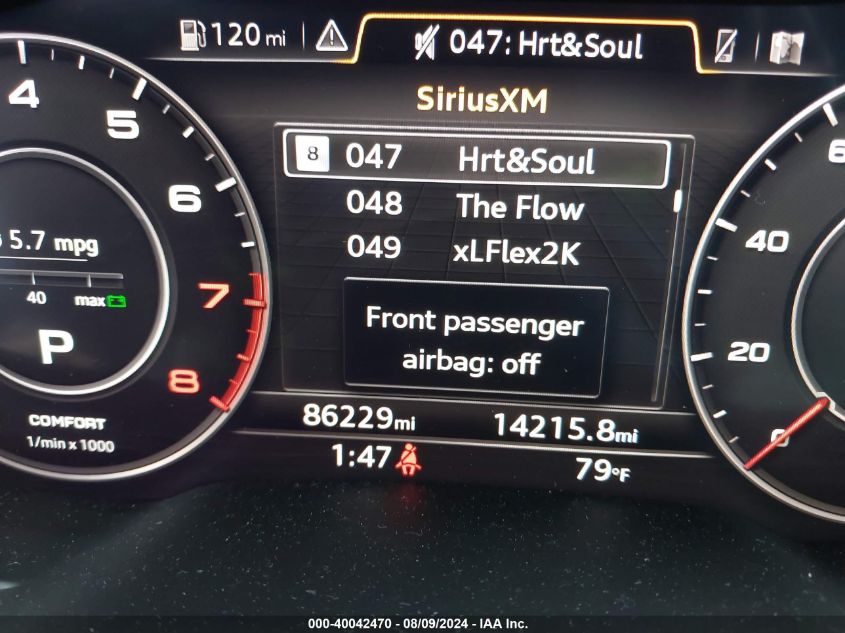 120 mi
047: Hrt&Soul
SiriusXM
8 047 Hrt&Soul
048 The Flow
049 xLFlex2K
Front passenger
airbag: off
86229mi 14215.8mi
1:47 79°F
4
5
6
7
8
5.7 mpg
40 max
P
COMFORT
1/min x 1000
6
40
20
0
000-40042470 / 08/09/2024 - IAA Inc.